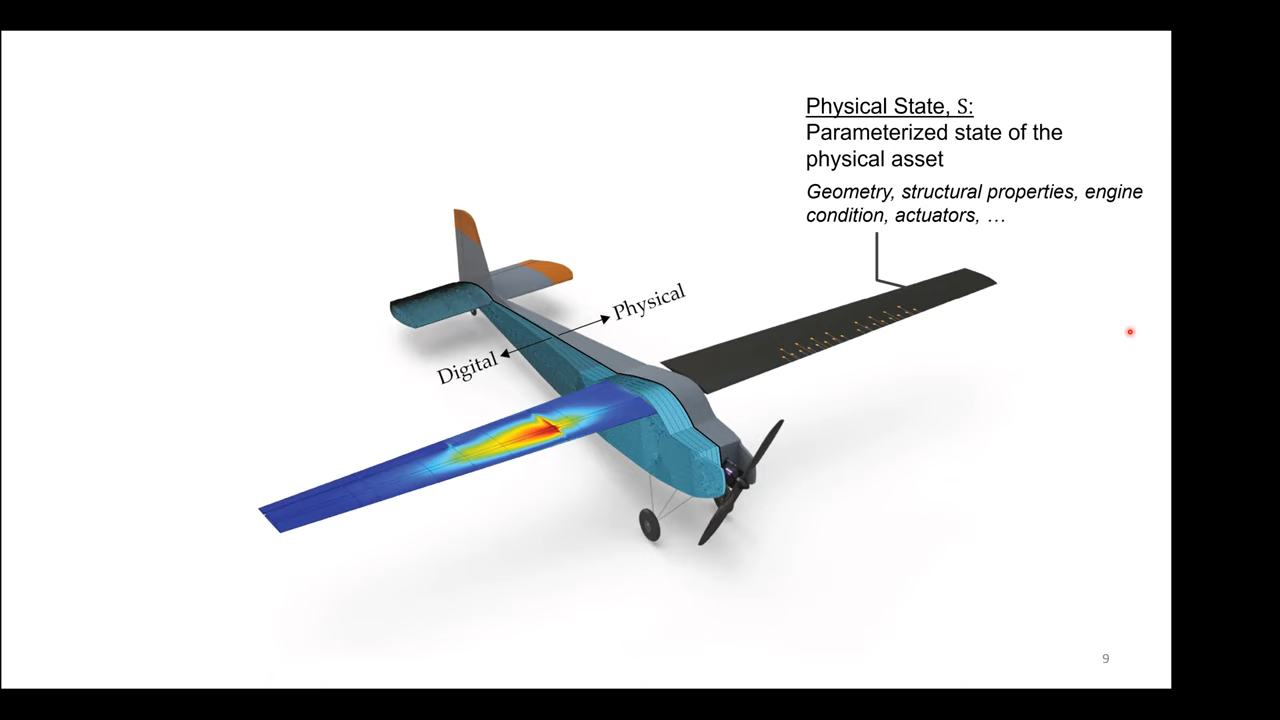 Physical State, S:
Parameterized state of the
physical asset
Geometry, structural properties, engine
condition, actuators, …
Physical
Digital
9